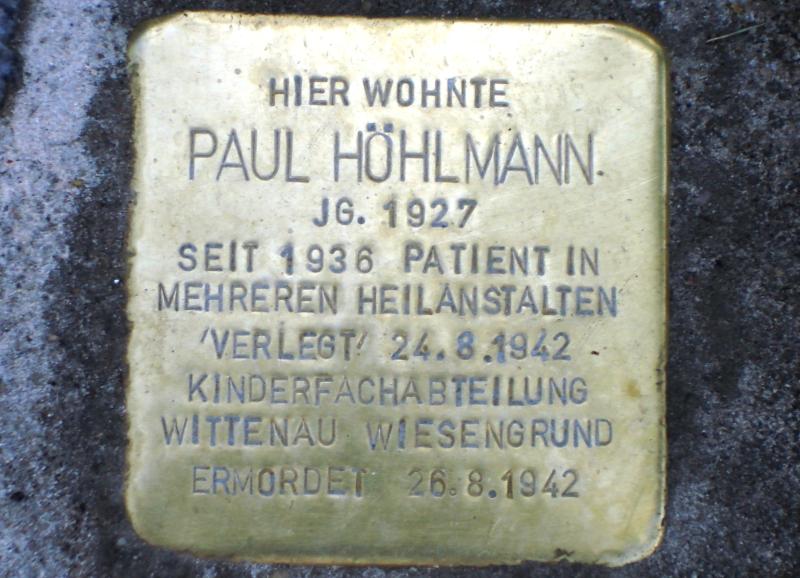 HIER WOHNTE
PAUL HÖHLMANN
JG. 1927
SEIT 1936 PATIENT IN
MEHREREN HEILANSTALTEN
'VERLEGT' 24.8.1942
KINDERFACHABTEILUNG
WITTENAU WIESENGRUND
ERMORDET 26.8.1942